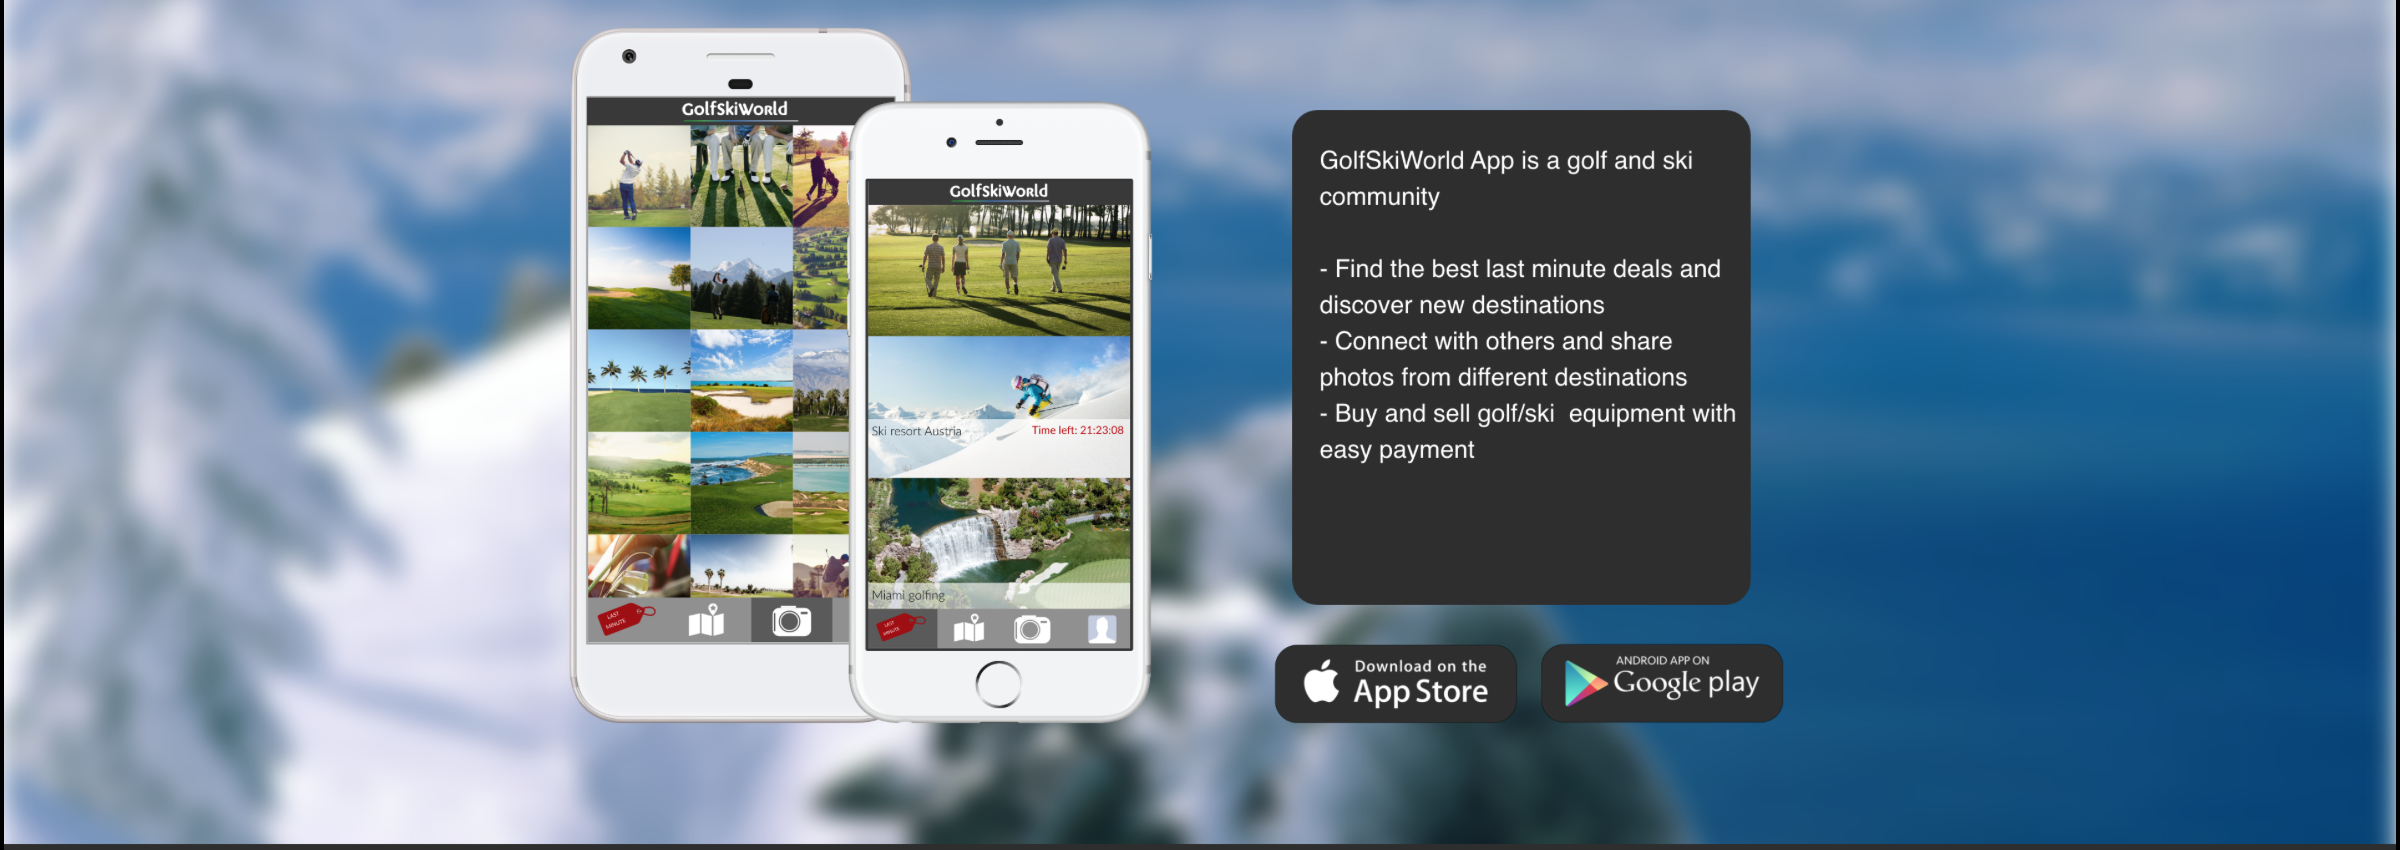 GolfSkiWorld
LAST
MINUTE
GolfSkiWorld
Ski resort Austria
Time left: 21:23:08
Miami golfing
LAST
MINUTE
GolfSkiWorld App is a golf and ski
community
- Find the best last minute deals and
discover new destinations
- Connect with others and share
photos from different destinations
- Buy and sell golf/ski  equipment with
easy payment
Download on the
App Store
ANDROID APP ON
Google play